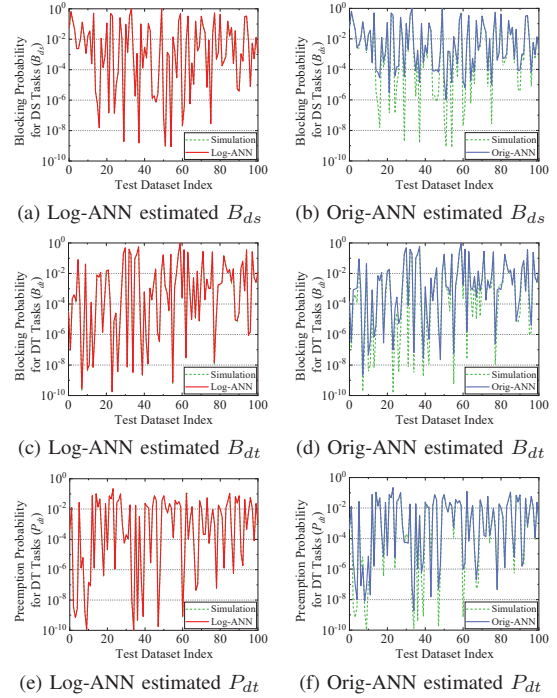 Blocking Probability
for DS Tasks (B_ds)
10^0
10^-2
10^-4
10^-6
10^-8
10^-10
Simulation
Log-ANN
0 20 40 60 80 100
Test Dataset Index
(a) Log-ANN estimated B_ds
Blocking Probability
for DS Tasks (B_ds)
10^0
10^-2
10^-4
10^-6
10^-8
10^-10
Simulation
Orig-ANN
0 20 40 60 80 100
Test Dataset Index
(b) Orig-ANN estimated B_ds
Blocking Probability
for DT Tasks (B_dt)
10^0
10^-2
10^-4
10^-6
10^-8
10^-10
Simulation
Log-ANN
0 20 40 60 80 100
Test Dataset Index
(c) Log-ANN estimated B_dt
Blocking Probability
for DT Tasks (B_dt)
10^0
10^-2
10^-4
10^-6
10^-8
10^-10
Simulation
Orig-ANN
0 20 40 60 80 100
Test Dataset Index
(d) Orig-ANN estimated B_dt
Preemption Probability
for DT Tasks (P_dt)
10^0
10^-2
10^-4
10^-6
10^-8
10^-10
Simulation
Log-ANN
0 20 40 60 80 100
Test Dataset Index
(e) Log-ANN estimated P_dt
Preemption Probability
for DT Tasks (P_dt)
10^0
10^-2
10^-4
10^-6
10^-8
10^-10
Simulation
Orig-ANN
0 20 40 60 80 100
Test Dataset Index
(f) Orig-ANN estimated P_dt